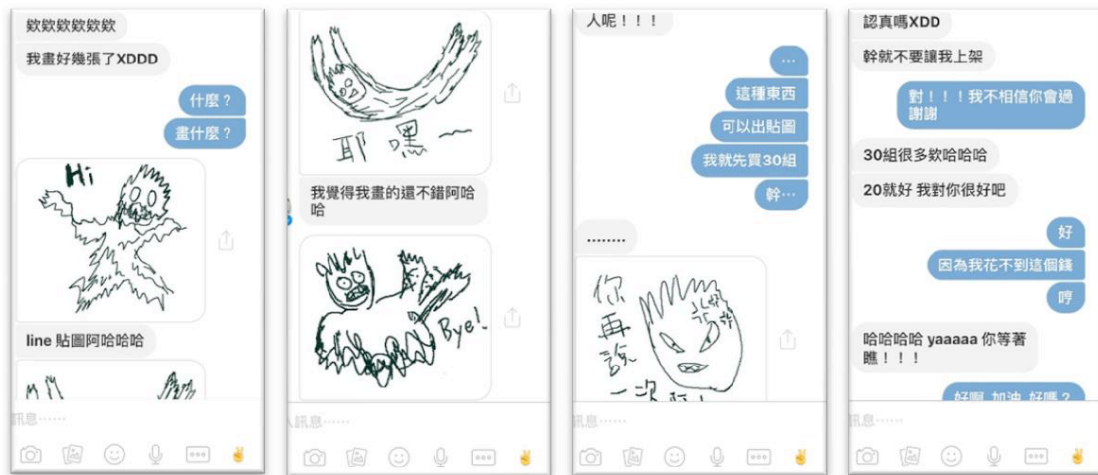 欸欸欸欸欸欸
我畫好幾張了XDDD
什麼？
畫什麼？
Hi
line 貼圖阿哈哈哈
訊息……
耶嘿~
我覺得我畫的還不錯阿哈
哈
Bye!
訊息……
人呢！！！
…
這種東西
可以出貼圖
我就先買30組
幹…
........
你再說
一次
訊息……
認真嗎XDD
幹就不要讓我上架
對！！！我不相信你會過
謝謝
30組很多欸哈哈哈
20就好 我對你很好吧
好
因為我花不到這個錢
哼
哈哈哈哈 yaaaaa 你等著
瞧！！！
好啊 加油 好嗎？
訊息……